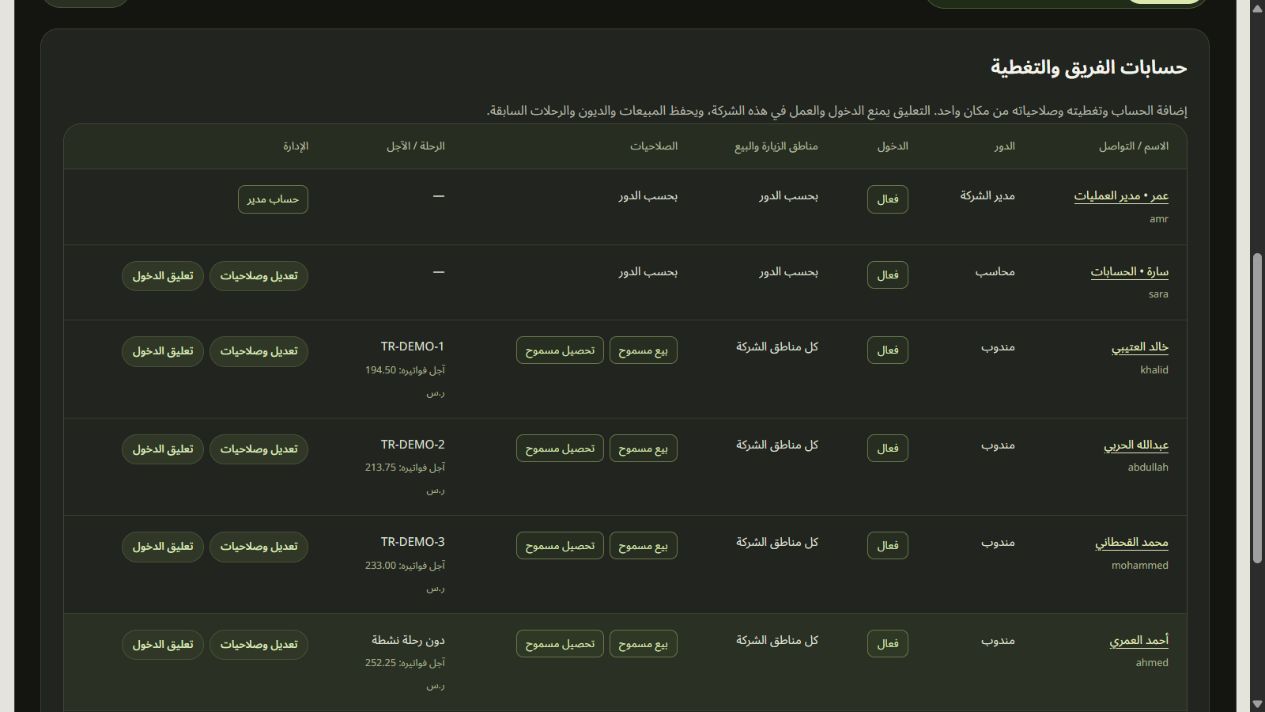 حسابات الفريق والتغطية
إضافة الحساب وتغطيته وصلاحياته من مكان واحد. التعليق يمنع الدخول والعمل في هذه الشركة، ويحفظ المبيعات والديون والرحلات السابقة.
الاسم / التواصل الدور الدخول مناطق الزيارة والبيع الصلاحيات الرحلة / الآجل الإدارة
عمر • مدير العمليات مدير الشركة فعال بحسب الدور بحسب الدور — حساب مدير
amr
سارة • الحسابات محاسب فعال بحسب الدور بحسب الدور — تعديل وصلاحيات تعليق الدخول
sara
خالد العتيبي مندوب فعال كل مناطق الشركة بيع مسموح تحصيل مسموح TR-DEMO-1 تعديل وصلاحيات تعليق الدخول
khalid آجل فواتيره: 194.50
ر.س
عبدالله الحربي مندوب فعال كل مناطق الشركة بيع مسموح تحصيل مسموح TR-DEMO-2 تعديل وصلاحيات تعليق الدخول
abdullah آجل فواتيره: 213.75
ر.س
محمد القحطاني مندوب فعال كل مناطق الشركة بيع مسموح تحصيل مسموح TR-DEMO-3 تعديل وصلاحيات تعليق الدخول
mohammed آجل فواتيره: 233.00
ر.س
أحمد العمري مندوب فعال كل مناطق الشركة بيع مسموح تحصيل مسموح دون رحلة نشطة تعديل وصلاحيات تعليق الدخول
ahmed آجل فواتيره: 252.25
ر.س